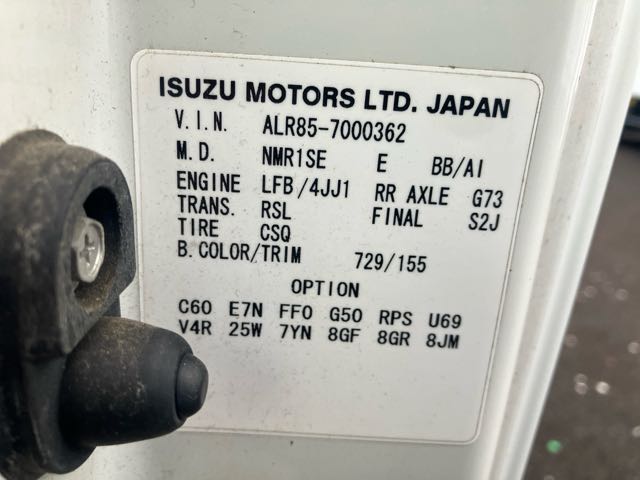 ISUZU MOTORS LTD. JAPAN
V.I.N. ALR85-7000362
M.D. NMR1SE E BB/AI
ENGINE LFB/4JJ1 RR AXLE G73
TRANS. RSL FINAL S2J
TIRE CSQ
B.COLOR/TRIM 729/155
OPTION
C60 E7N FF0 G50 RPS U69
V4R 25W 7YN 8GF 8GR 8JM